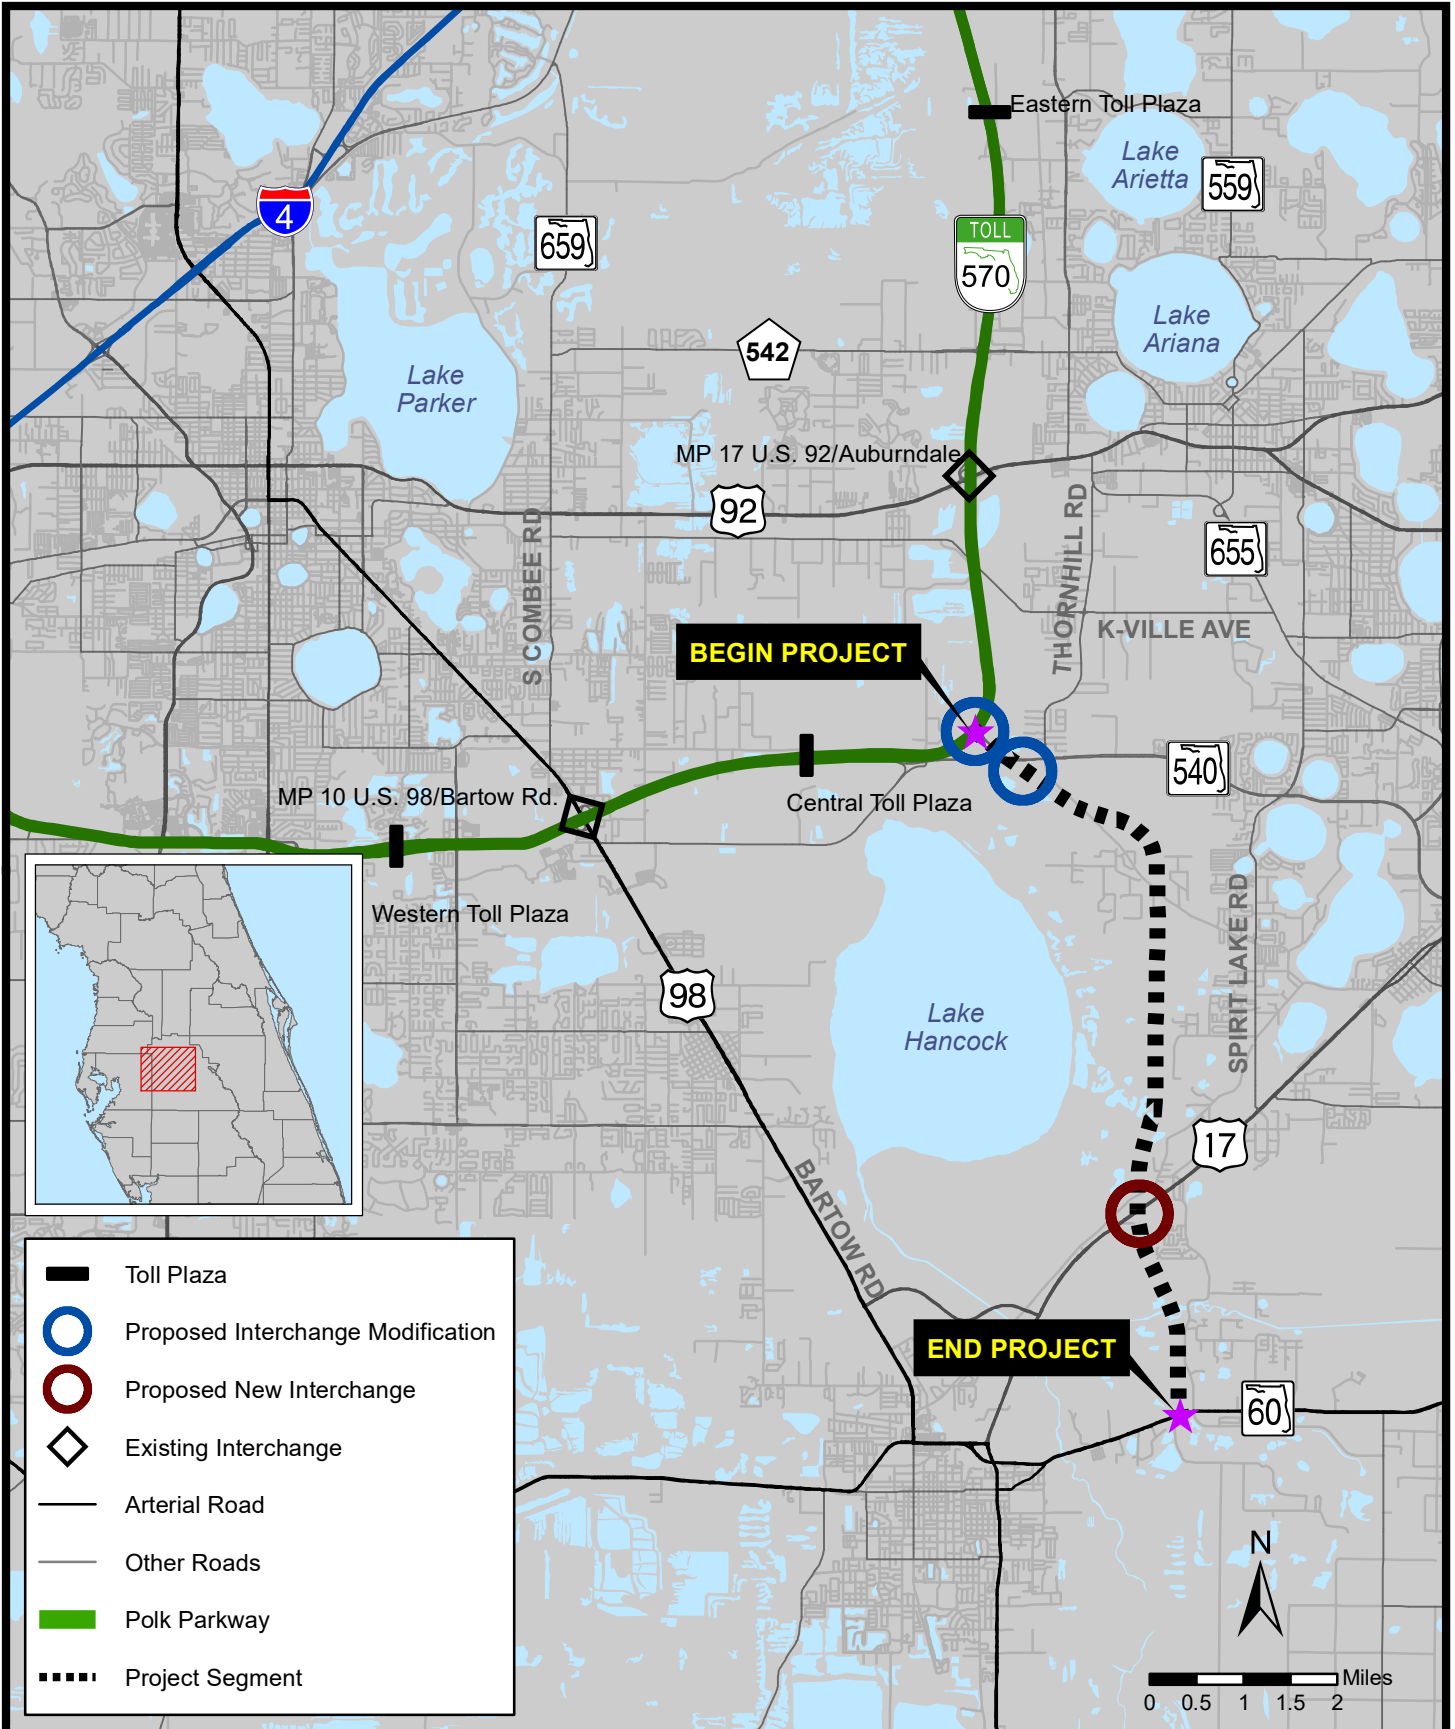 Eastern Toll Plaza
Lake
Arietta
559
4
659
TOLL
570
Lake
Ariana
542
Lake
Parker
MP 17 U.S. 92/Auburndale
92
S COMBEE RD
THORNHILL RD
655
K-VILLE AVE
BEGIN PROJECT
540
MP 10 U.S. 98/Bartow Rd.
Central Toll Plaza
Western Toll Plaza
SPIRIT LAKE RD
98
Lake
Hancock
17
BARTOW RD
END PROJECT
60
Toll Plaza
Proposed Interchange Modification
Proposed New Interchange
Existing Interchange
Arterial Road
Other Roads
Polk Parkway
Project Segment
N
Miles
0 0.5 1 1.5 2